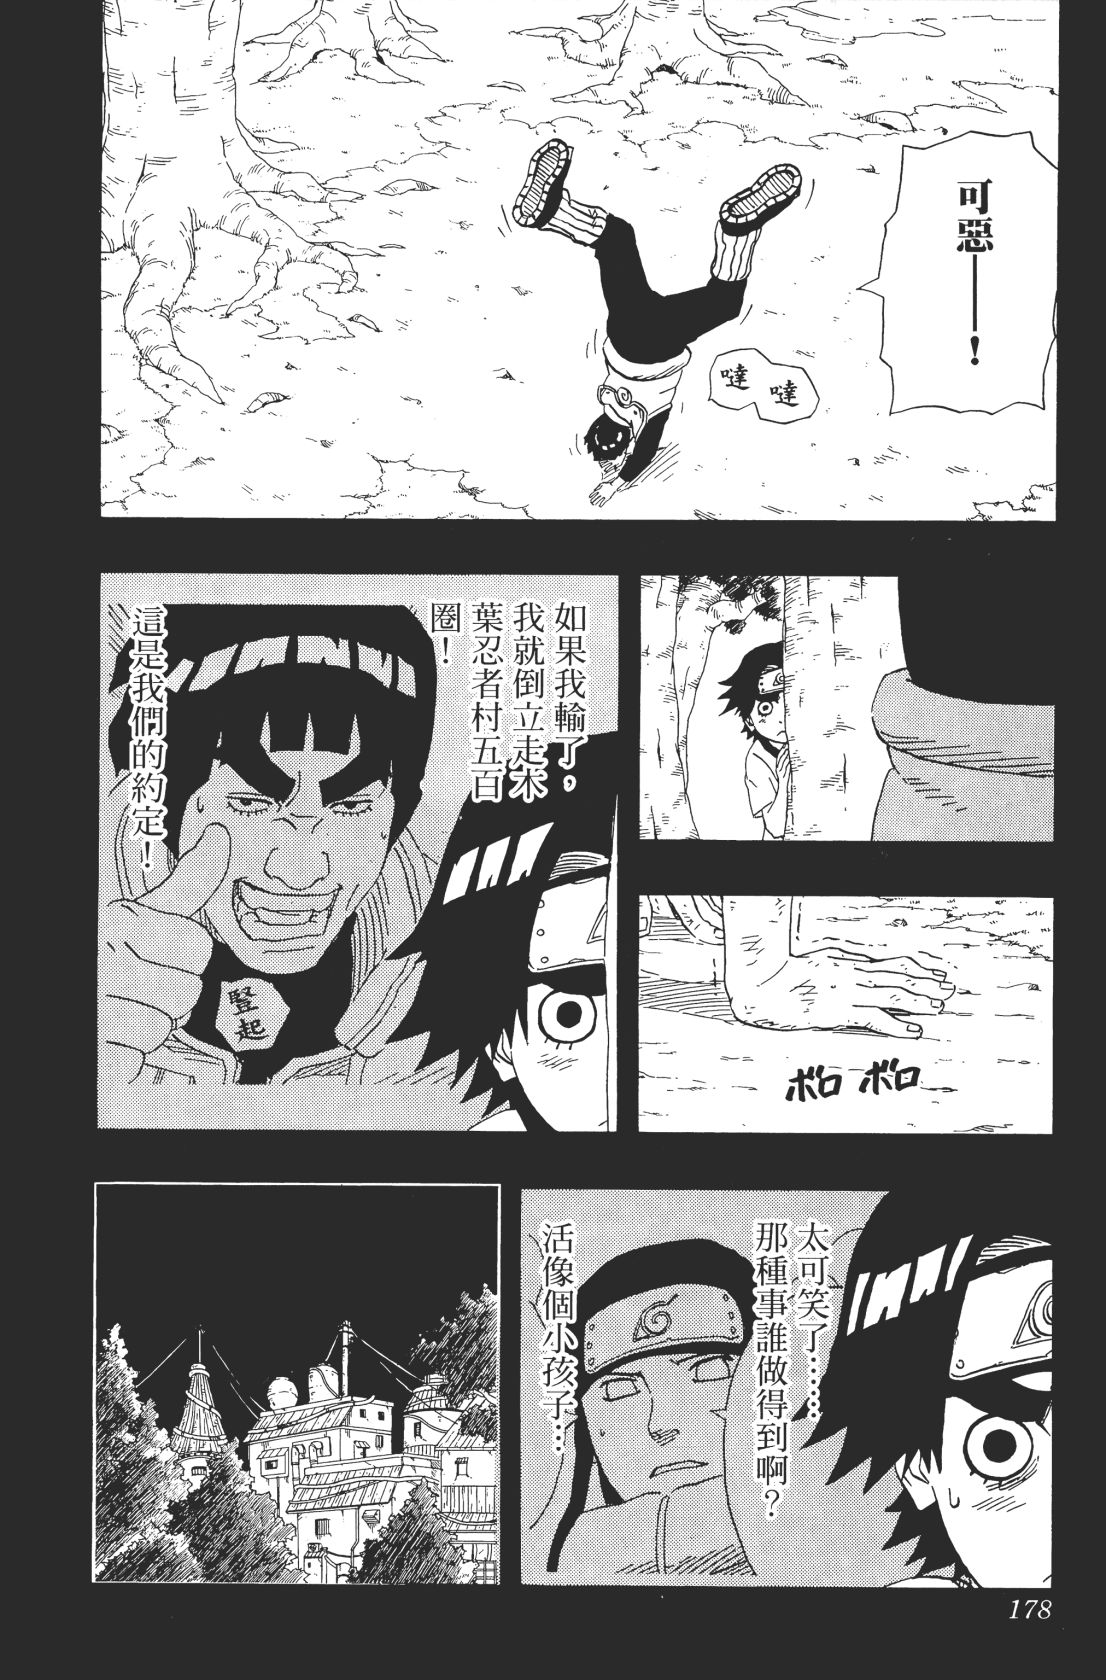 可惡——！
噠 噠
如果我輸了，
我就倒立走木
葉忍者村五百
圈！
這是我們的約定！
豎起
ボロ ボロ
太可笑了……
那種事誰做得到啊？
活像個小孩子…
178